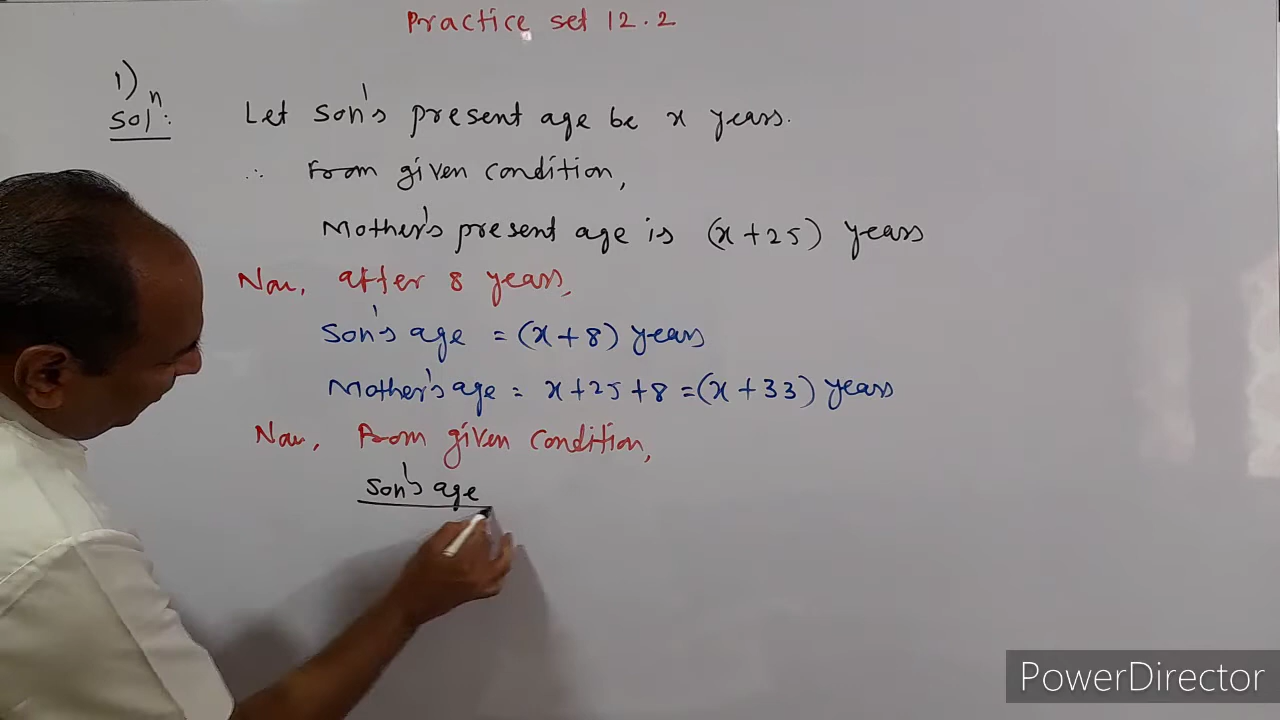 Practice set 12.2
1)
Solⁿ: Let son's present age be x years.
∴ From given condition,
Mother's present age is (x+25) years
Now, after 8 years,
Son's age = (x+8) years
Mother's age = x+25+8 = (x+33) years
Now, From given condition,
Son's age
PowerDirector